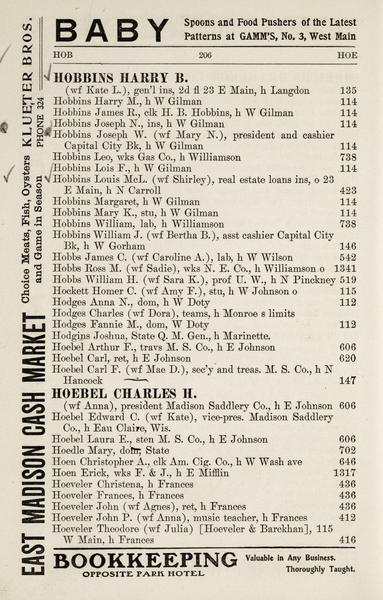 BABY Spoons and Food Pushers of the Latest
Patterns at GAMM'S, No. 3, West Main
HOB 206 HOE
HOBBINS HARRY B.
(wf Kate L.), gen'l ins, 2d fl 23 E Main, h Langdon 135
Hobbins Harry M., h W Gilman 114
Hobbins James R., clk H. B. Hobbins, h W Gilman 114
Hobbins Joseph N., ins, h W Gilman 114
Hobbins Joseph W. (wf Mary N.), president and cashier
Capital City Bk, h W Gilman 114
Hobbins Leo, wks Gas Co., h Williamson 738
Hobbins Lois F., h W Gilman 114
Hobbins Louis McL. (wf Shirley), real estate loans ins, o 23
E Main, h N Carroll 423
Hobbins Margaret, h W Gilman 114
Hobbins Mary K., stu, h W Gilman 114
Hobbins William, lab, h Williamson 738
Hobbins William J. (wf Bertha B.), asst cashier Capital City
Bk, h W Gorham 146
Hobbs James C. (wf Caroline A.), lab, h W Wilson 542
Hobbs Ross M. (wf Sadie), wks N. E. Co., h Williamson o 1341
Hobbs William H. (wf Sara K.), prof U. W., h N Pinckney 519
Hockett Homer C. (wf Amy F.), stu, h W Johnson o 115
Hodges Anna N., dom, h W Doty 112
Hodges Charles (wf Dora), teams, h Monroe s limits
Hodges Fannie M., dom, W Doty 112
Hodgins Joshua, State Q. M. Gen., h Marinette.
Hoebel Arthur F., travs M. S. Co., h E Johnson 606
Hoebel Carl, ret, h E Johnson 620
Hoebel Carl F. (wf Mae D.), sec'y and treas. M. S. Co., h N
Hancock 147
HOEBEL CHARLES H.
(wf Anna), president Madison Saddlery Co., h E Johnson 606
Hoebel Edward C. (wf Kate), vice-pres. Madison Saddlery
Co., h Eau Claire, Wis.
Hoebel Laura E., sten M. S. Co., h E Johnson 606
Hoedle Mary, dom, State 702
Hoen Christopher A., clk Am. Cig. Co., h W Wash ave 646
Hoen Erick, wks F. & J., h E Mifflin 1317
Hoeveler Christena, h Frances 436
Hoeveler Frances, h Frances 436
Hoeveler John (wf Agnes), ret, h Frances 436
Hoeveler John P. (wf Anna), music teacher, h Frances 412
Hoeveler Theodore (wf Julia) [Hoeveler & Barckhan], 115
W Main, h Frances 416
BOOKKEEPING Valuable in Any Business.
OPPOSITE PARK HOTEL Thoroughly Taught.
EAST MADISON CASH MARKET
Choice Meats, Fish, Oysters
and Game in Season
KLUETER BROS.
PHONE 324